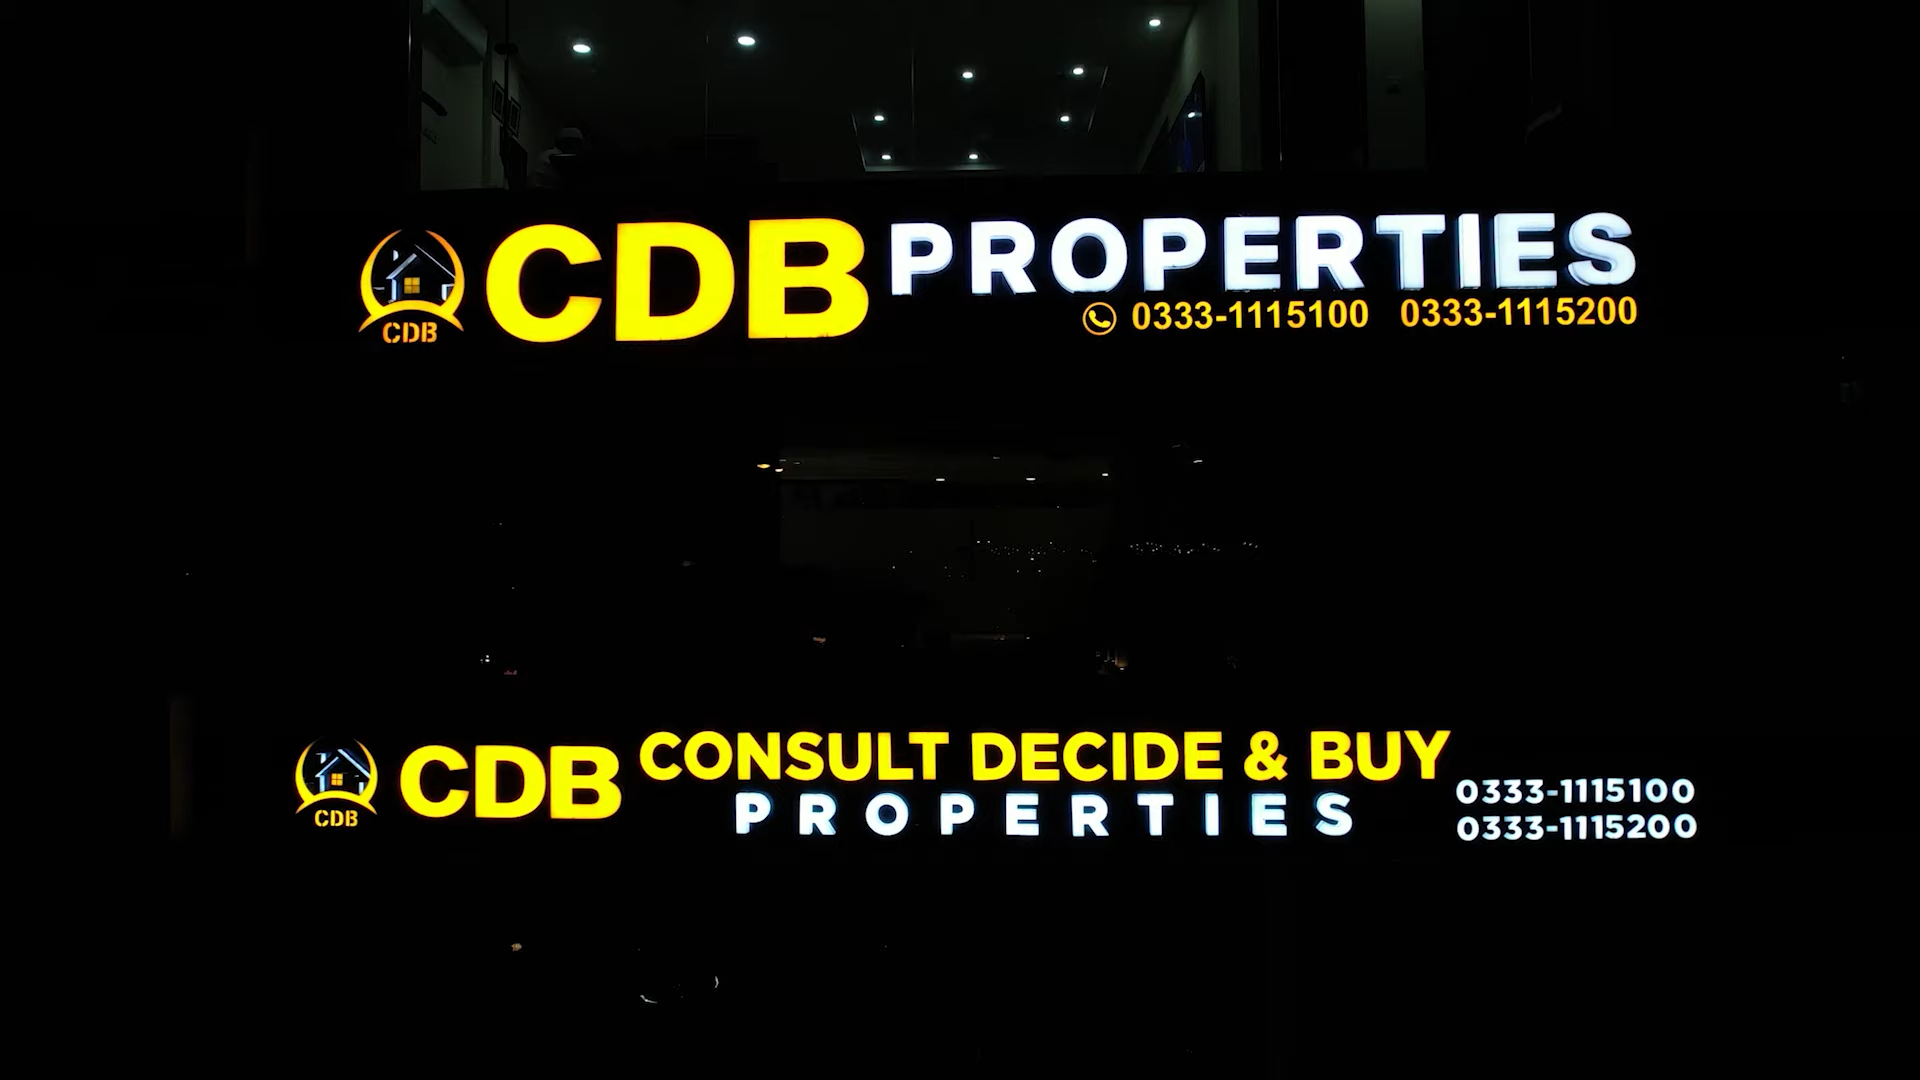 CDB PROPERTIES
CDB
0333-1115100 0333-1115200
CDB CONSULT DECIDE & BUY
PROPERTIES
CDB
0333-1115100
0333-1115200